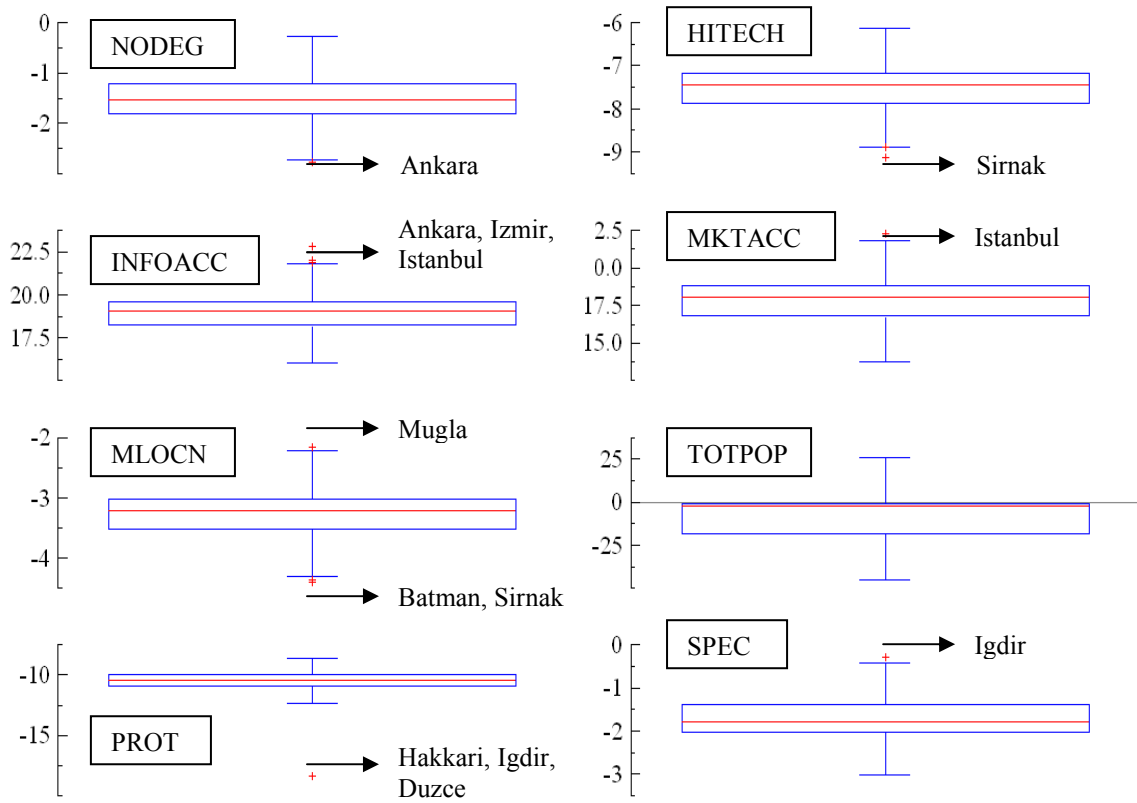 NODEG
0
-1
-2
Ankara
HITECH
-6
-7
-8
-9
Sirnak
INFOACC
22.5
20.0
17.5
Ankara, Izmir,
Istanbul
MKTACC
2.5
0.0
17.5
15.0
Istanbul
MLOCN
-2
-3
-4
Mugla
Batman, Sirnak
TOTPOP
25
0
-25
PROT
-10
-15
Hakkari, Igdir,
Duzce
SPEC
0
-1
-2
-3
Igdir